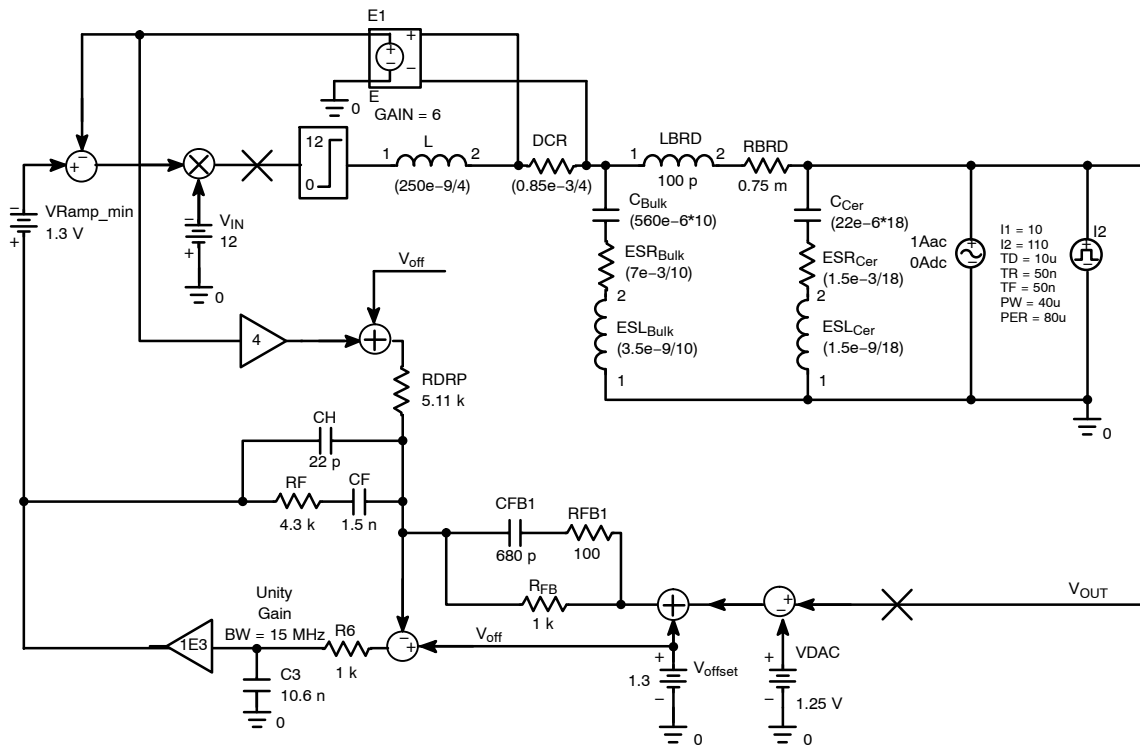 E1
+
+
−
−
E
GAIN = 6
0
−
+
12
0
1
L
2
(250e-9/4)
DCR
(0.85e-3/4)
1
LBRD
2
100 p
RBRD
0.75 m
−
VRamp_min
+
1.3 V
−
VIN
12
+
0
CBulk
(560e-6*10)
ESRBulk
(7e-3/10)
2
ESLBulk
(3.5e-9/10)
1
CCer
(22e-6*18)
ESRCer
(1.5e-3/18)
2
ESLCer
(1.5e-9/18)
1
1Aac
0Adc
+
−
I1 = 10
I2 = 110
TD = 10u
TR = 50n
TF = 50n
PW = 40u
PER = 80u
I2
+
−
0
Voff
4
+
RDRP
5.11 k
CH
22 p
RF
4.3 k
CF
1.5 n
CFB1
680 p
RFB1
100
RFB
1 k
VOUT
Unity
Gain
BW = 15 MHz
1E3
R6
1 k
C3
10.6 n
0
−
+
Voff
+
−
+
+
Voffset
1.3
−
0
+
VDAC
−
1.25 V
0